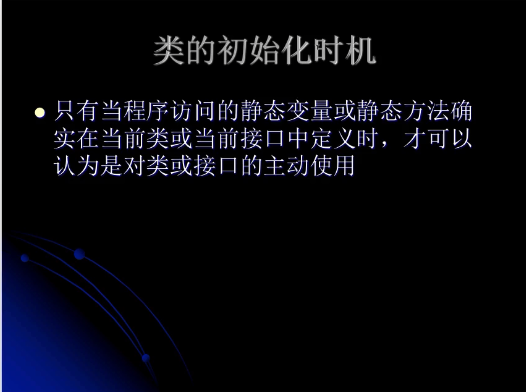 类的初始化时机
只有当程序访问的静态变量或静态方法确
实在当前类或当前接口中定义时，才可以
认为是对类或接口的主动使用